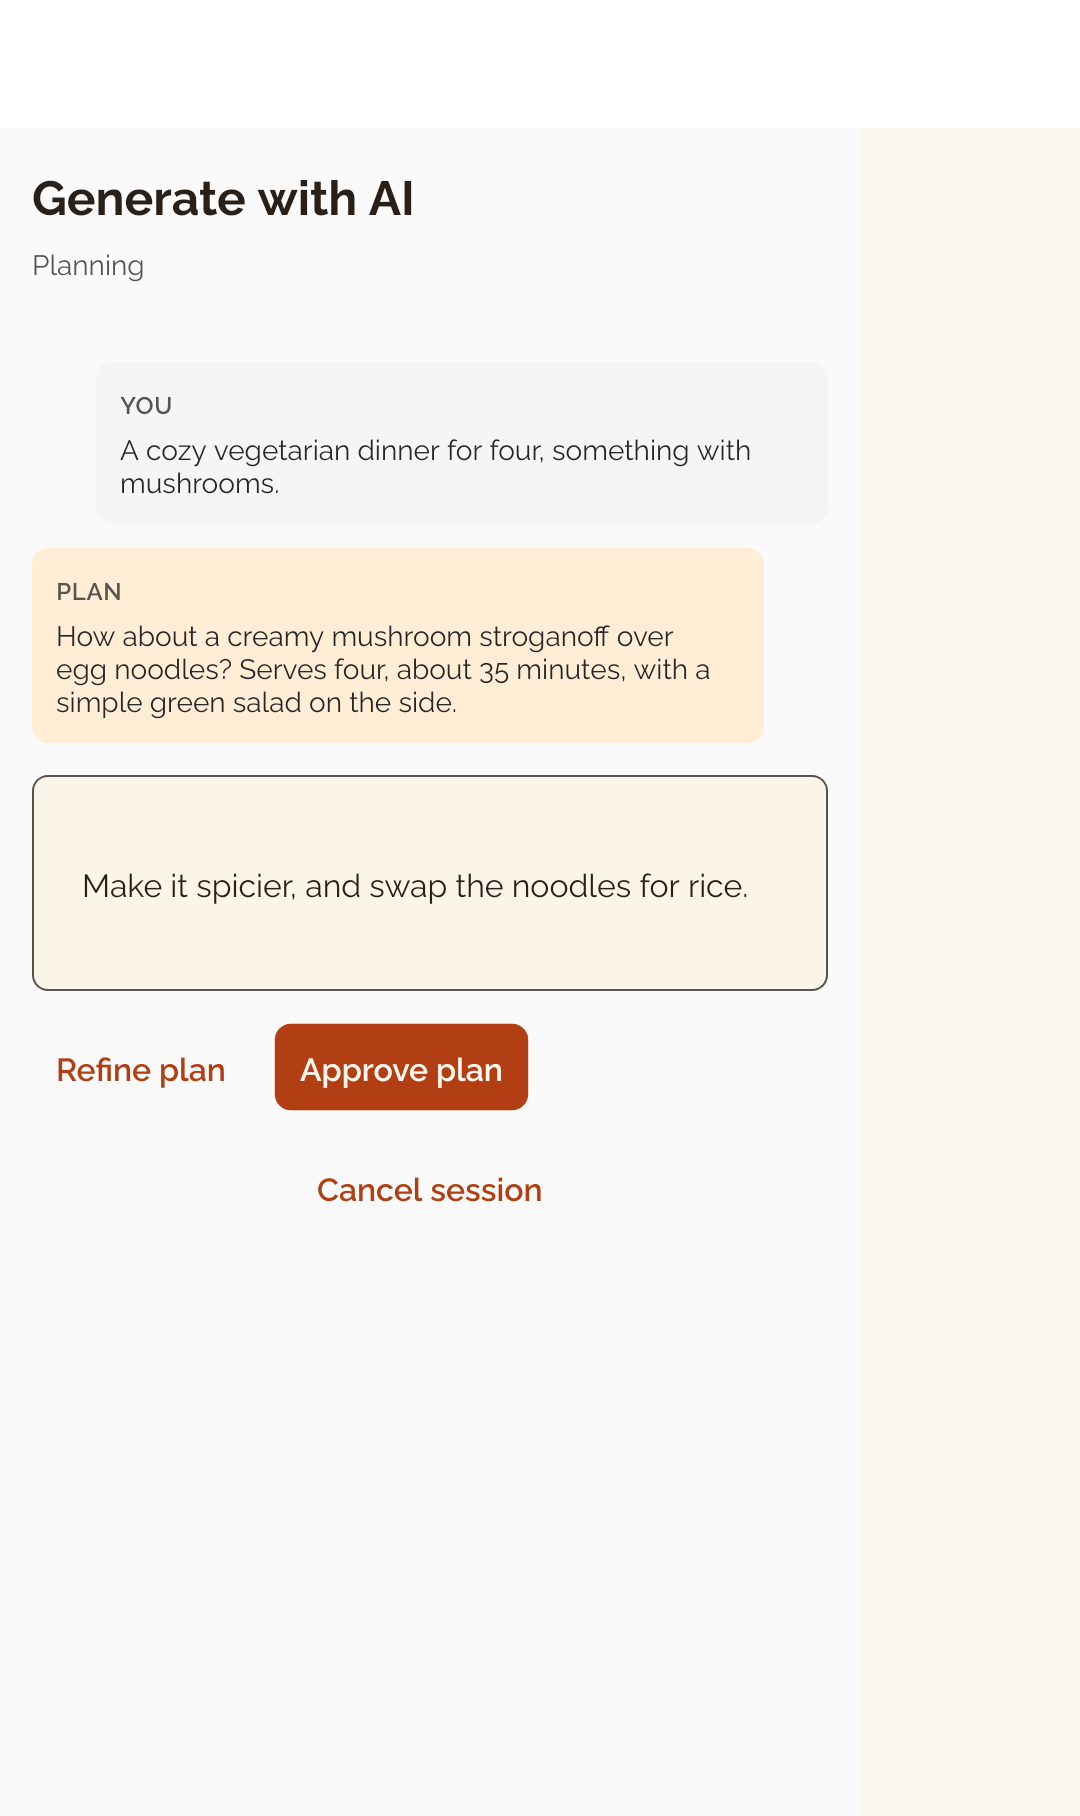 Generate with AI
Planning
YOU
A cozy vegetarian dinner for four, something with
mushrooms.
PLAN
How about a creamy mushroom stroganoff over
egg noodles? Serves four, about 35 minutes, with a
simple green salad on the side.
Make it spicier, and swap the noodles for rice.
Refine plan
Approve plan
Cancel session